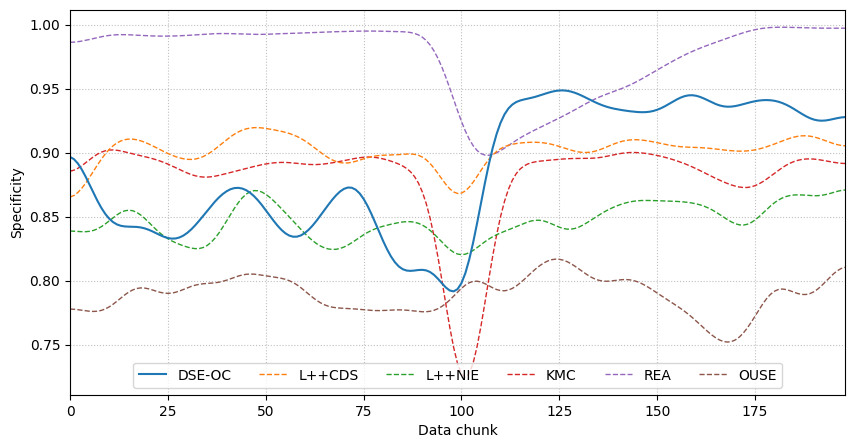 1.00
0.95
0.90
0.85
0.80
0.75
Specificity
DSE-OC L++CDS L++NIE KMC REA OUSE
0 25 50 75 100 125 150 175
Data chunk